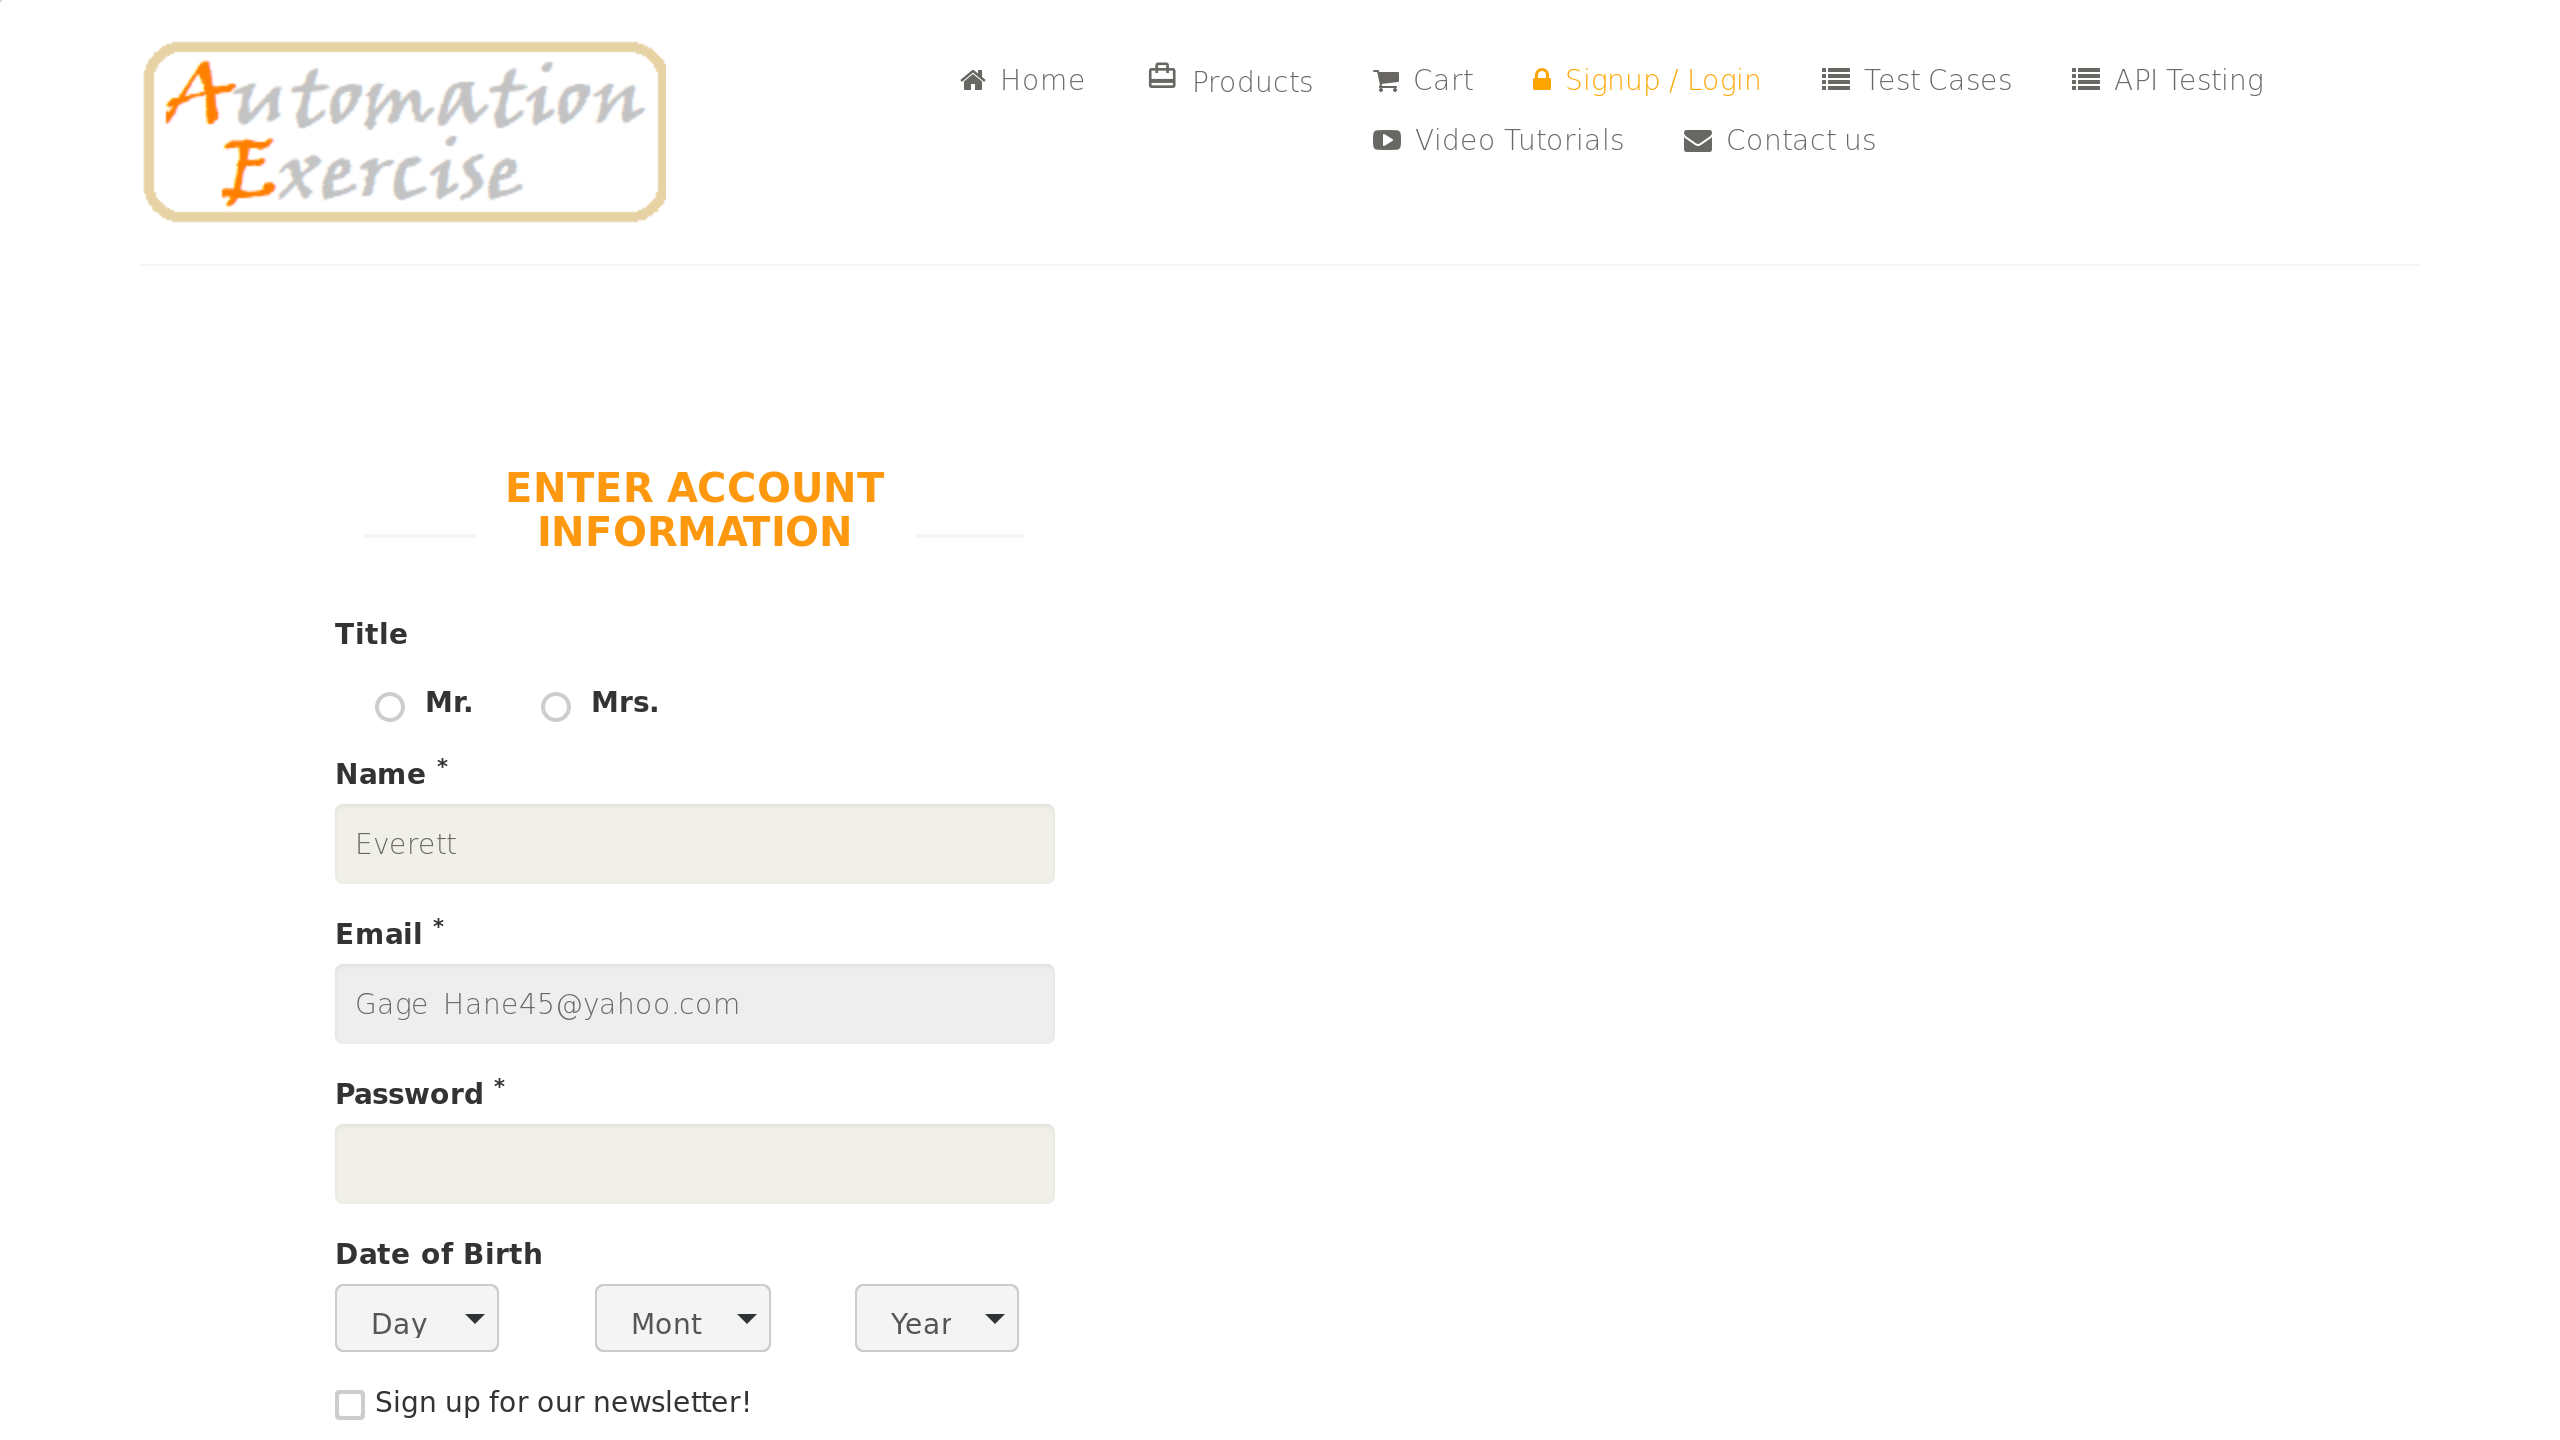 Automation
Exercise
Home
Products
Cart
Signup / Login
Test Cases
API Testing
Video Tutorials
Contact us
ENTER ACCOUNT
INFORMATION
Title
Mr.
Mrs.
Name *
Everett
Email *
Gage_Hane45@yahoo.com
Password *
Date of Birth
Day
Mont
Year
Sign up for our newsletter!